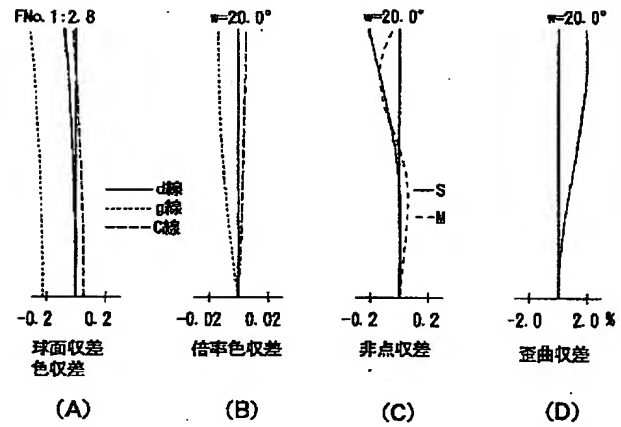 FNo. 1:2.8
w=20.0°
w=20.0°
w=20.0°
d線
g線
C線
S
M
-0.2 0.2
-0.02 0.02
-0.2 0.2
-2.0 2.0 %
球面収差
色収差
倍率色収差
非点収差
歪曲収差
(A)
(B)
(C)
(D)